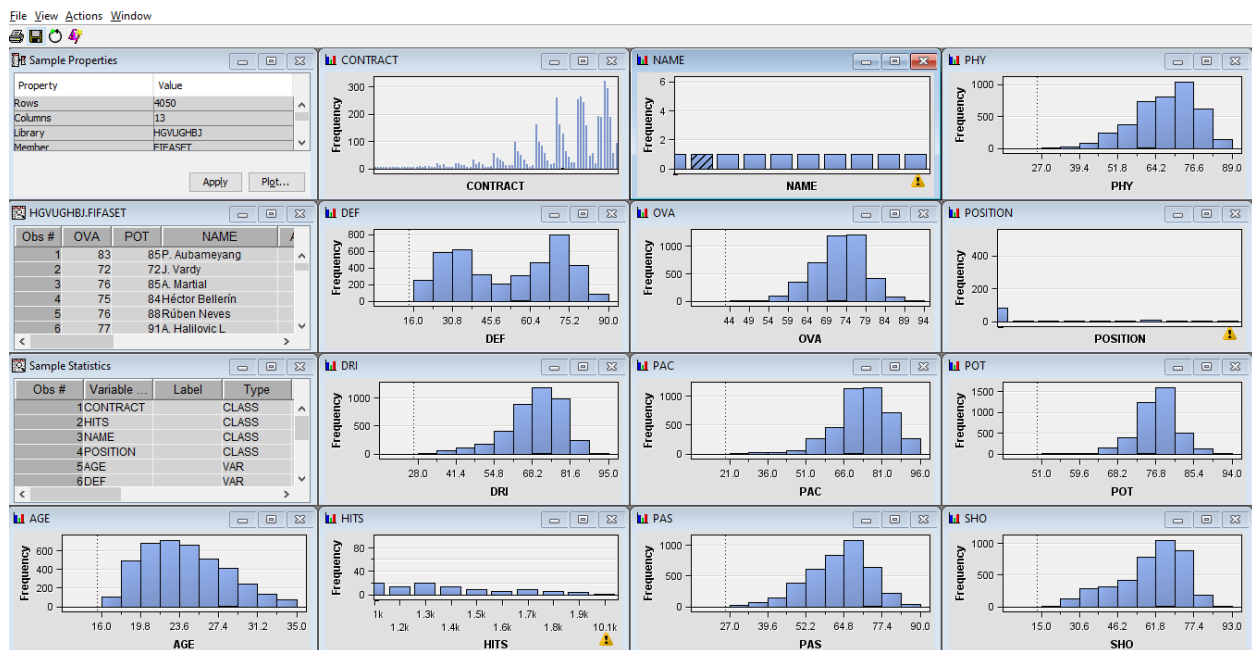 File View Actions Window
Sample Properties
Property Value
Rows 4050
Columns 13
Library HGVUGHBJ
Member FIFASET
Apply Plot...
CONTRACT
Frequency
300
200
100
0
CONTRACT
NAME
Frequency
6
4
2
0
NAME
PHY
Frequency
1000
500
0
27.0 39.4 51.8 64.2 76.6 89.0
PHY
HGVUGHBJ.FIFASET
Obs # OVA POT NAME
1 83 85 P. Aubameyang
2 72 72 J. Vardy
3 76 85 A. Martial
4 75 84 Héctor Bellerín
5 76 88 Rúben Neves
6 77 91 A. Halilovic L
DEF
Frequency
800
600
400
200
0
16.0 30.8 45.6 60.4 75.2 90.0
DEF
OVA
Frequency
1000
500
0
44 49 54 59 64 69 74 79 84 89 94
OVA
POSITION
Frequency
400
200
0
POSITION
Sample Statistics
Obs # Variable ... Label Type
1 CONTRACT CLASS
2 HITS CLASS
3 NAME CLASS
4 POSITION CLASS
5 AGE VAR
6 DEF VAR
DRI
Frequency
1000
500
0
28.0 41.4 54.8 68.2 81.6 95.0
DRI
PAC
Frequency
1000
500
0
21.0 36.0 51.0 66.0 81.0 96.0
PAC
POT
Frequency
1500
1000
500
0
51.0 59.6 68.2 76.8 85.4 94.0
POT
AGE
Frequency
600
400
200
0
16.0 19.8 23.6 27.4 31.2 35.0
AGE
HITS
Frequency
80
40
0
1k 1.3k 1.5k 1.7k 1.9k
1.2k 1.4k 1.6k 1.8k 10.1k
HITS
PAS
Frequency
1000
500
0
27.0 39.6 52.2 64.8 77.4 90.0
PAS
SHO
Frequency
1000
500
0
15.0 30.6 46.2 61.8 77.4 93.0
SHO